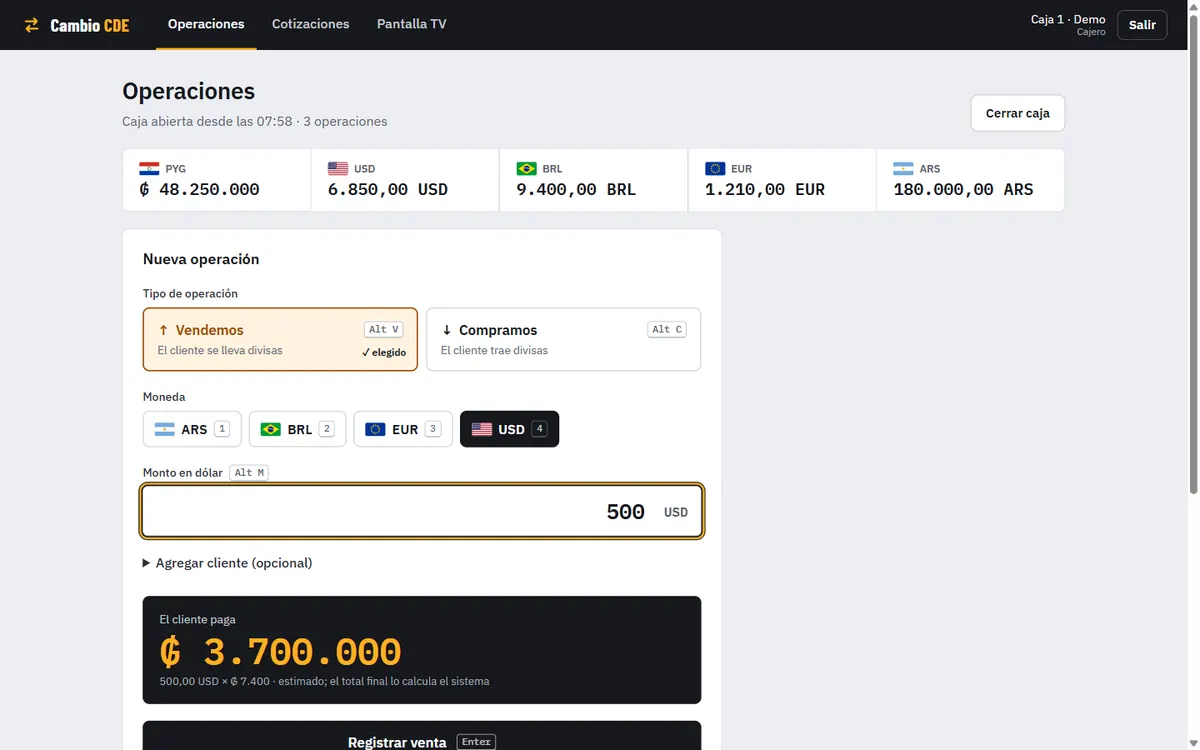 Cambio CDE
Operaciones
Cotizaciones
Pantalla TV
Caja 1 · Demo
Cajero
Salir
Operaciones
Caja abierta desde las 07:58 · 3 operaciones
Cerrar caja
PYG
₲ 48.250.000
USD
6.850,00 USD
BRL
9.400,00 BRL
EUR
1.210,00 EUR
ARS
180.000,00 ARS
Nueva operación
Tipo de operación
↑ Vendemos Alt V
El cliente se lleva divisas ✓ elegido
↓ Compramos Alt C
El cliente trae divisas
Moneda
ARS 1
BRL 2
EUR 3
USD 4
Monto en dólar Alt M
500 USD
▶ Agregar cliente (opcional)
El cliente paga
₲ 3.700.000
500,00 USD × ₲ 7.400 · estimado; el total final lo calcula el sistema
Registrar venta Enter